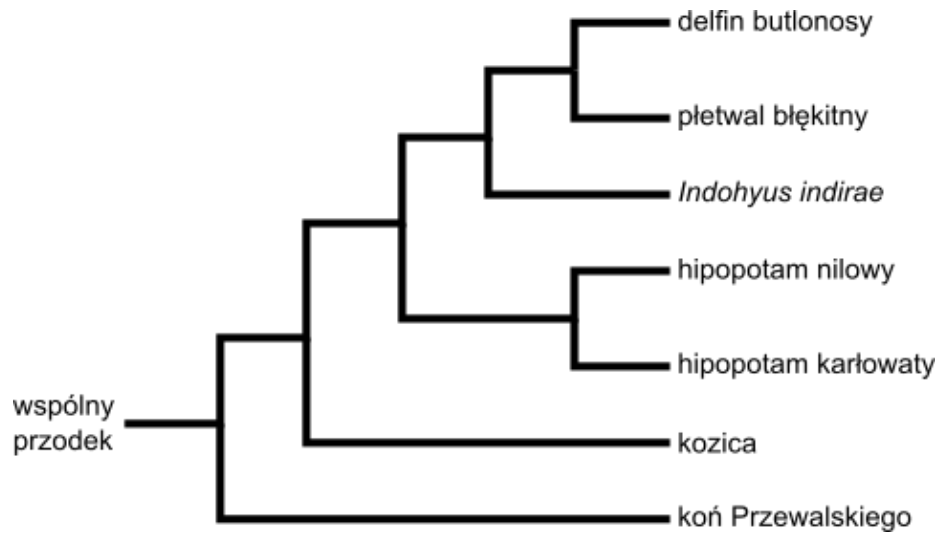 delfin butlonosy
płetwal błękitny
Indohyus indirae
hipopotam nilowy
hipopotam karłowaty
wspólny
przodek
kozica
koń Przewalskiego